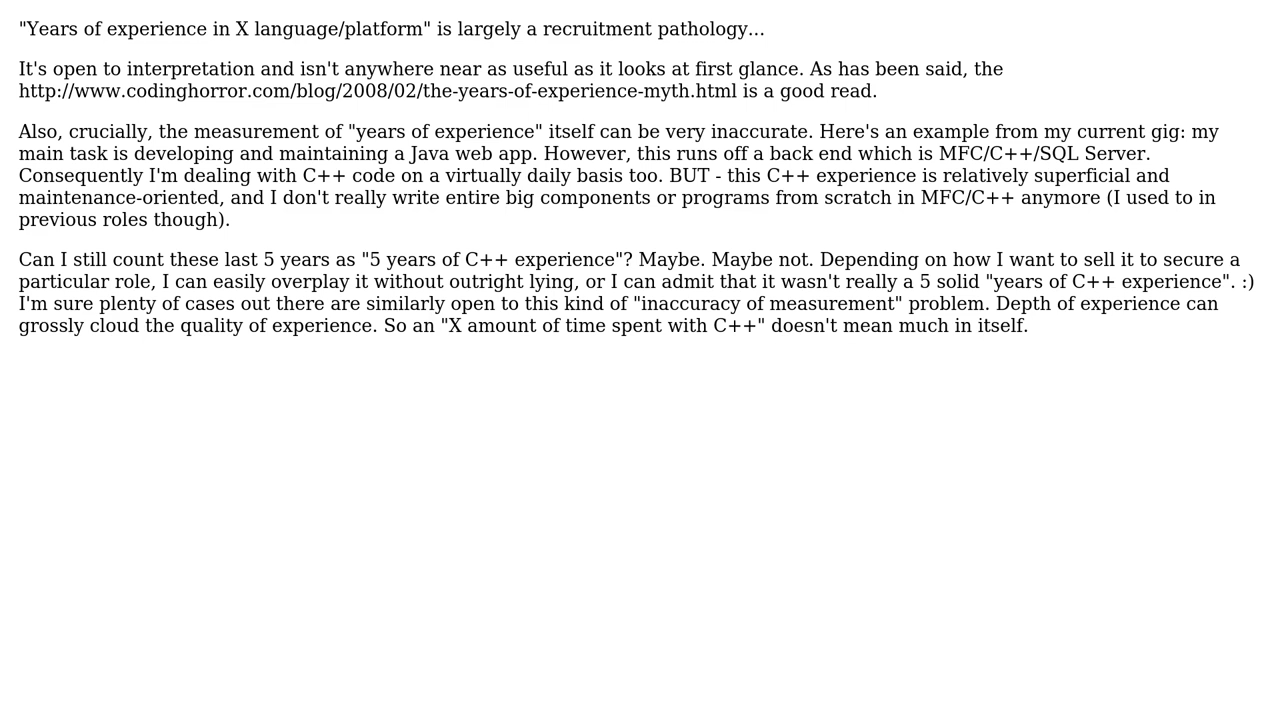 "Years of experience in X language/platform" is largely a recruitment pathology...
It's open to interpretation and isn't anywhere near as useful as it looks at first glance. As has been said, the
http://www.codinghorror.com/blog/2008/02/the-years-of-experience-myth.html is a good read.
Also, crucially, the measurement of "years of experience" itself can be very inaccurate. Here's an example from my current gig: my
main task is developing and maintaining a Java web app. However, this runs off a back end which is MFC/C++/SQL Server.
Consequently I'm dealing with C++ code on a virtually daily basis too. BUT - this C++ experience is relatively superficial and
maintenance-oriented, and I don't really write entire big components or programs from scratch in MFC/C++ anymore (I used to in
previous roles though).
Can I still count these last 5 years as "5 years of C++ experience"? Maybe. Maybe not. Depending on how I want to sell it to secure a
particular role, I can easily overplay it without outright lying, or I can admit that it wasn't really a 5 solid "years of C++ experience". :)
I'm sure plenty of cases out there are similarly open to this kind of "inaccuracy of measurement" problem. Depth of experience can
grossly cloud the quality of experience. So an "X amount of time spent with C++" doesn't mean much in itself.